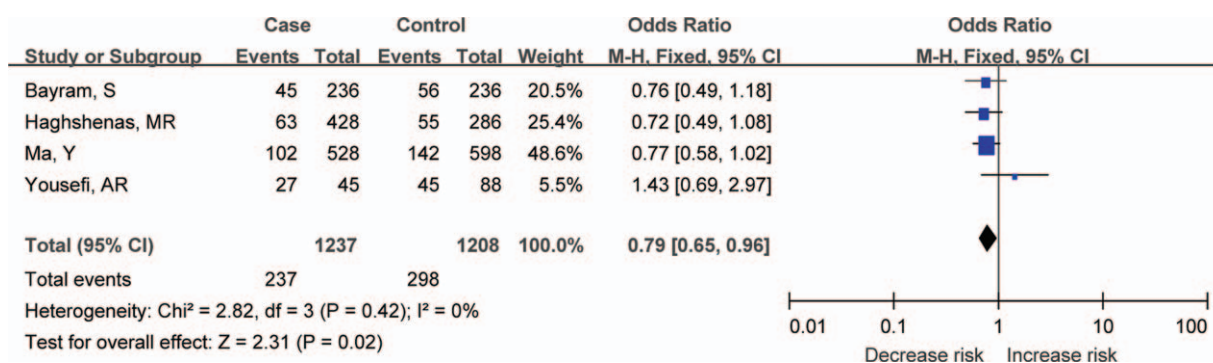 Case Control Odds Ratio Odds Ratio
Study or Subgroup Events Total Events Total Weight M-H, Fixed, 95% CI M-H, Fixed, 95% CI
Bayram, S 45 236 56 236 20.5% 0.76 [0.49, 1.18]
Haghshenas, MR 63 428 55 286 25.4% 0.72 [0.49, 1.08]
Ma, Y 102 528 142 598 48.6% 0.77 [0.58, 1.02]
Yousefi, AR 27 45 45 88 5.5% 1.43 [0.69, 2.97]
Total (95% CI) 1237 1208 100.0% 0.79 [0.65, 0.96]
Total events 237 298
Heterogeneity: Chi² = 2.82, df = 3 (P = 0.42); I² = 0%
Test for overall effect: Z = 2.31 (P = 0.02)
0.01 0.1 1 10 100
Decrease risk Increase risk